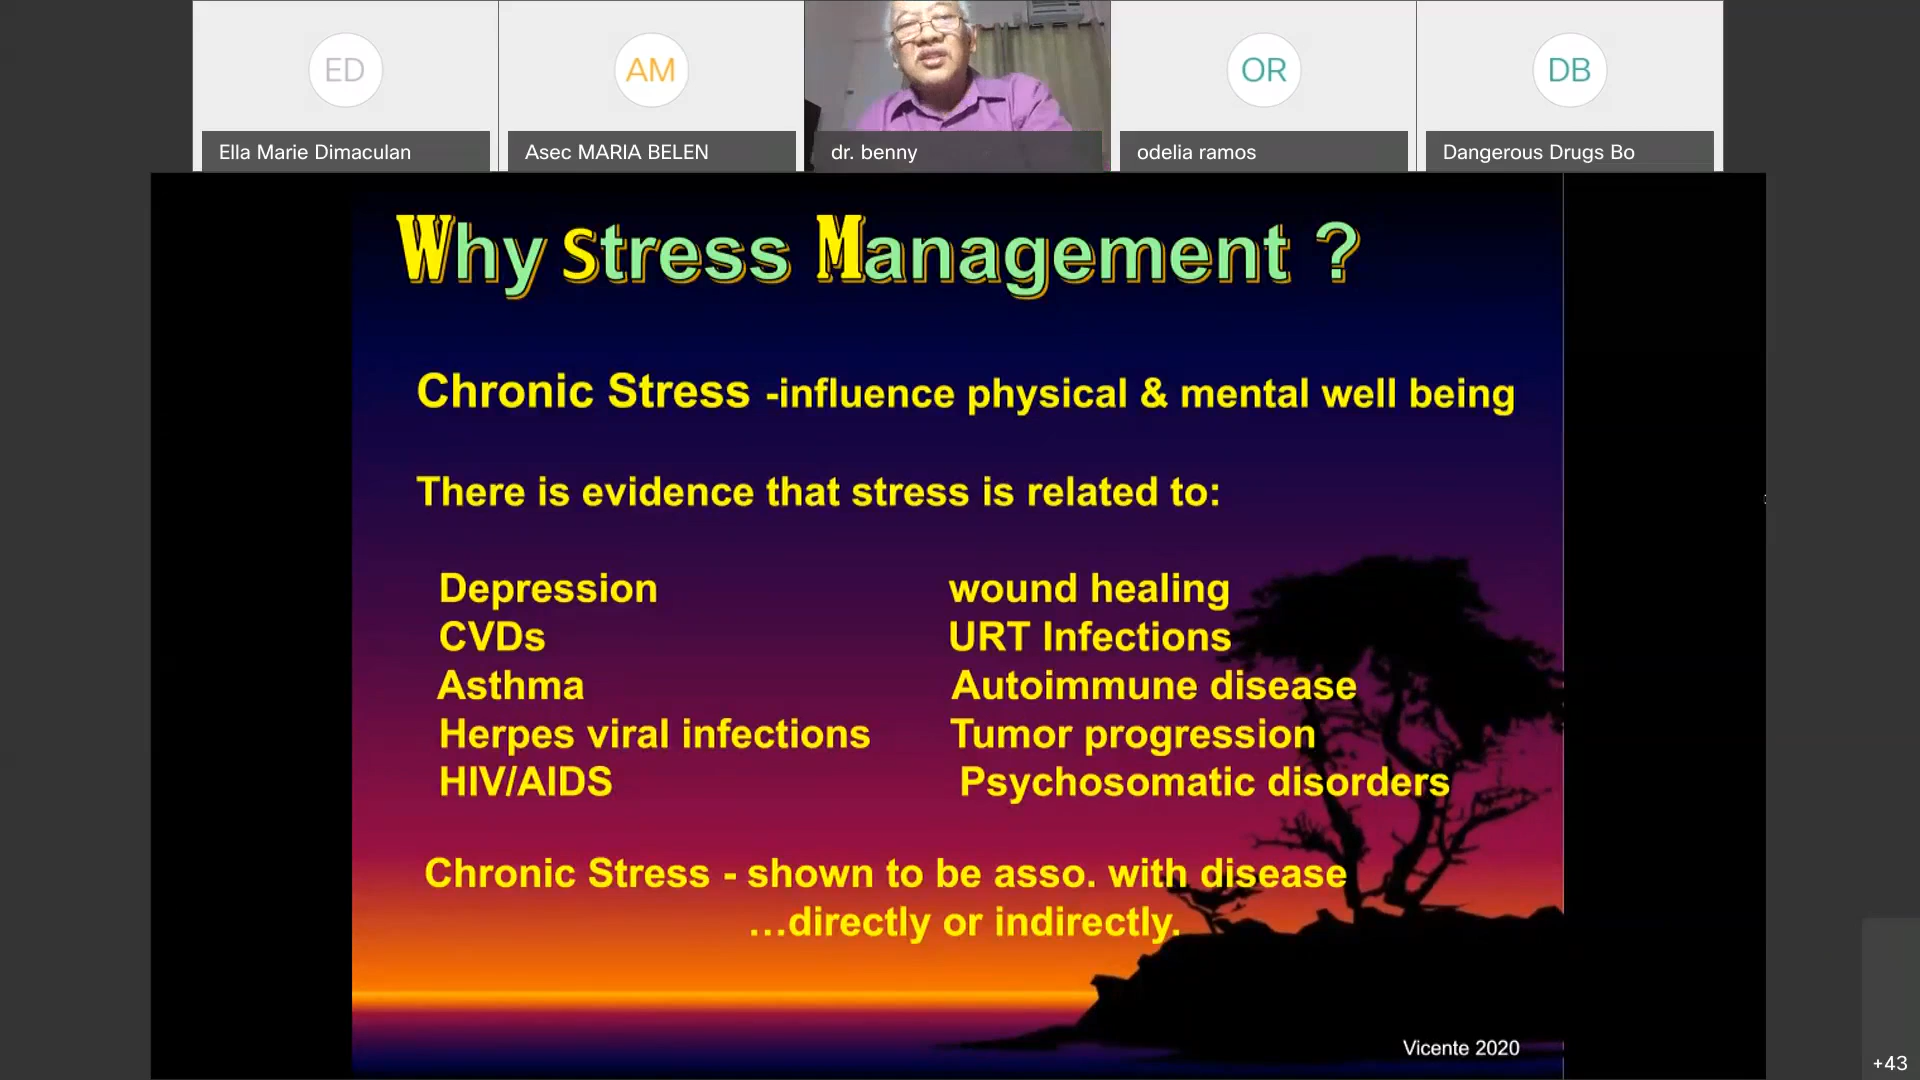 ED
AM
OR
DB
Ella Marie Dimaculan
Asec MARIA BELEN
dr. benny
odelia ramos
Dangerous Drugs Bo
Why Stress Management ?
Chronic Stress -influence physical & mental well being
There is evidence that stress is related to:
Depression
CVDs
Asthma
Herpes viral infections
HIV/AIDS
wound healing
URT Infections
Autoimmune disease
Tumor progression
Psychosomatic disorders
Chronic Stress - shown to be asso. with disease
...directly or indirectly.
Vicente 2020
+43